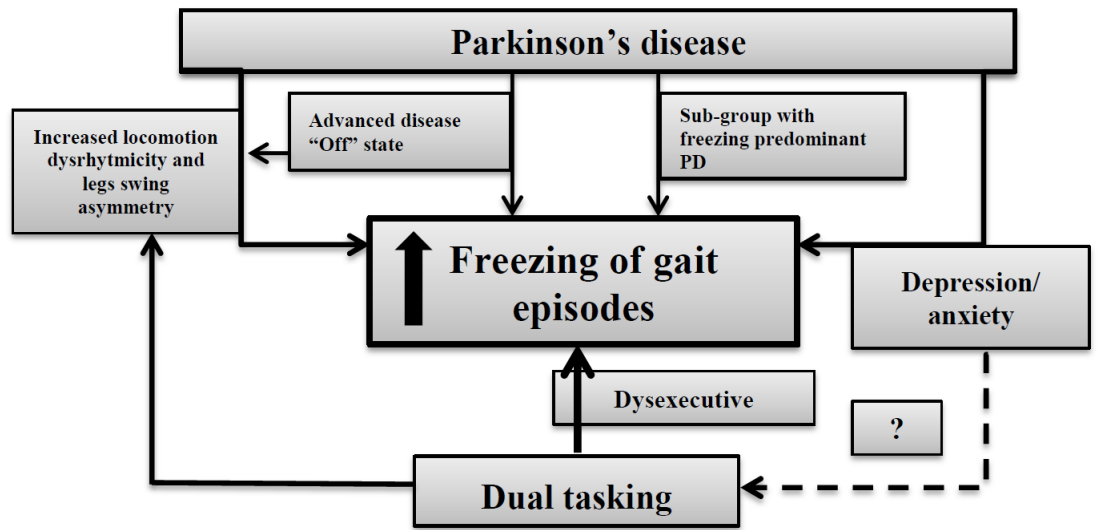 Parkinson’s disease
Increased locomotion
dysrhytmicity and
legs swing
asymmetry
Advanced disease
“Off” state
Sub-group with
freezing predominant
PD
Freezing of gait
episodes
Depression/
anxiety
Dysexecutive
?
Dual tasking